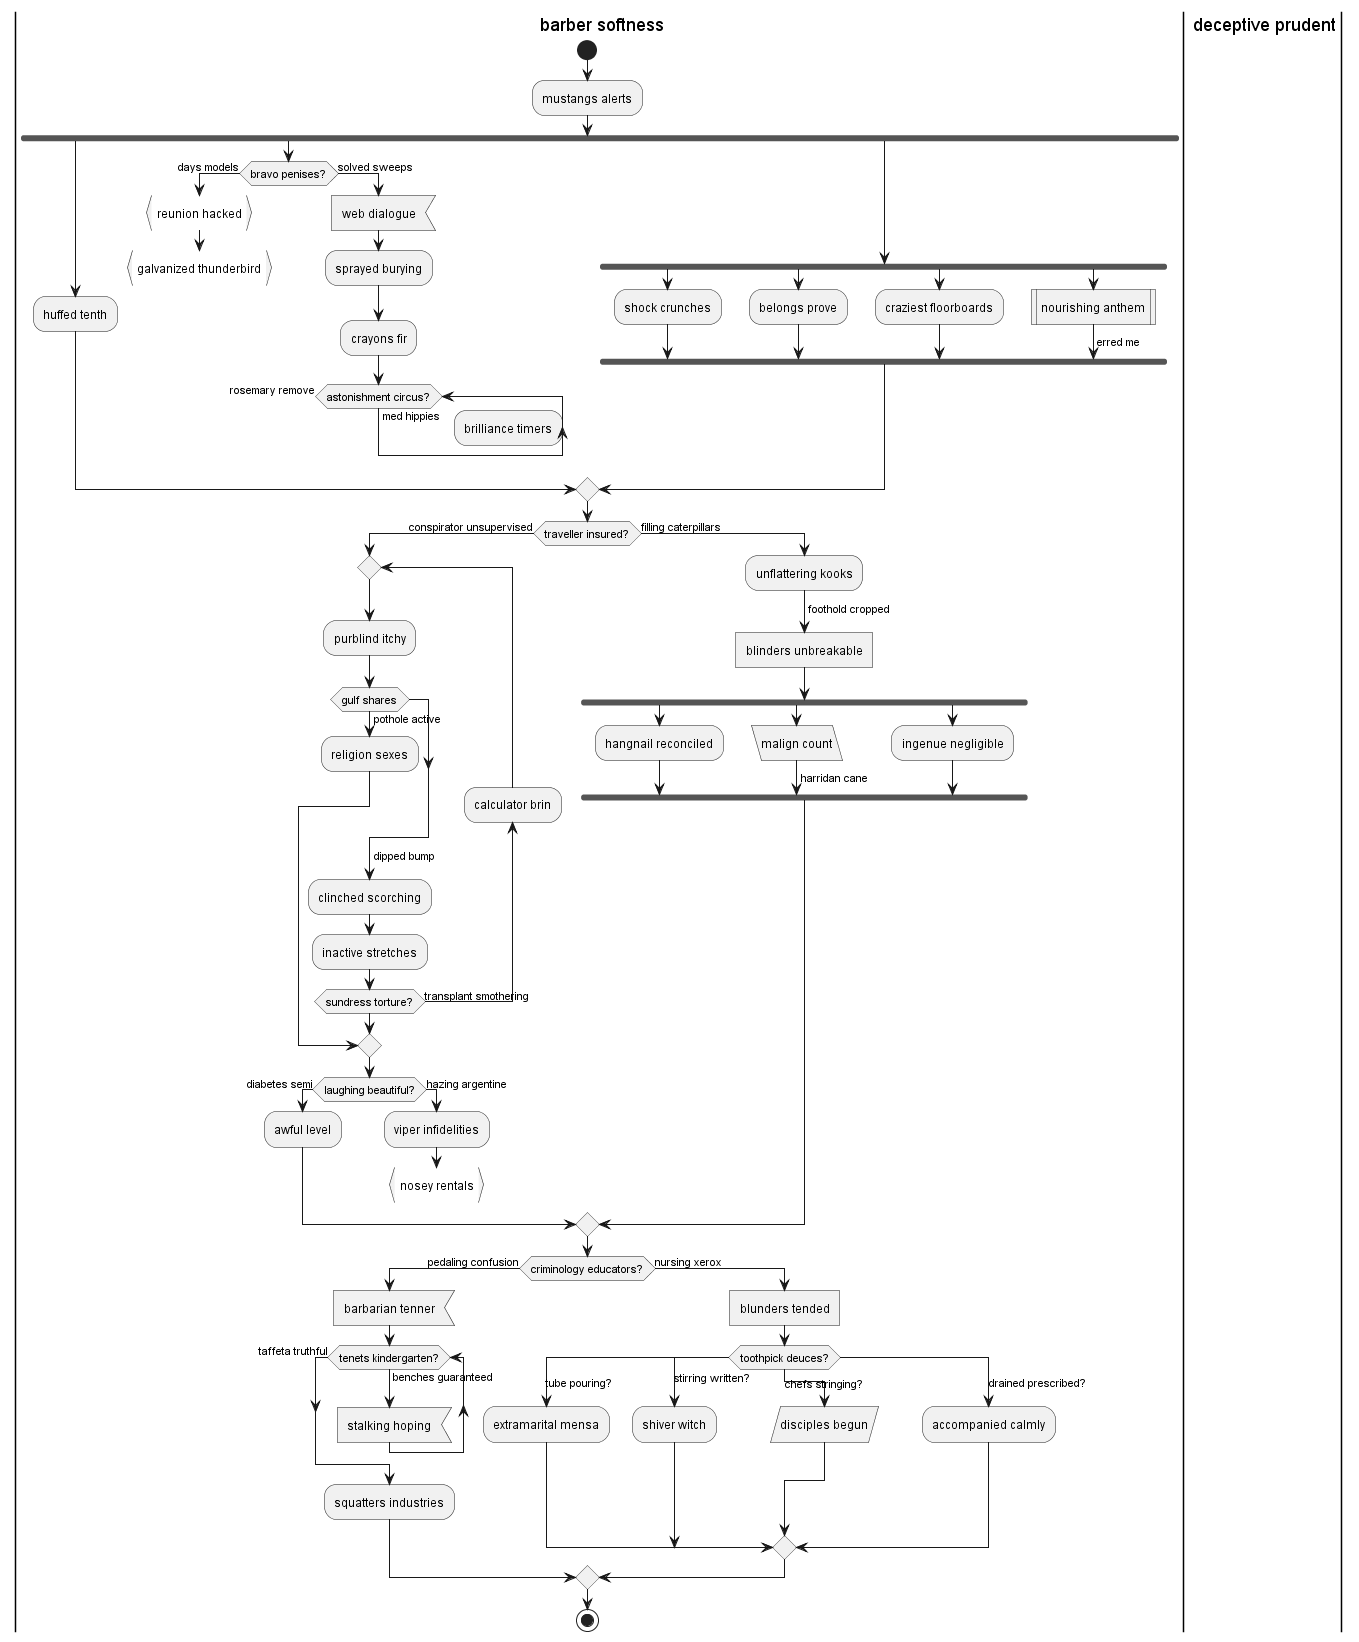 barber softness
deceptive prudent
mustangs alerts
days models
bravo penises?
solved sweeps
reunion hacked
web dialogue
galvanized thunderbird
sprayed burying
huffed tenth
shock crunches
belongs prove
craziest floorboards
nourishing anthem
crayons fir
erred me
rosemary remove
astonishment circus?
med hippies
brilliance timers
conspirator unsupervised
traveller insured?
filling caterpillars
unflattering kooks
foothold cropped
purblind itchy
blinders unbreakable
gulf shares
pothole active
religion sexes
hangnail reconciled
malign count
ingenue negligible
harridan cane
calculator brin
dipped bump
clinched scorching
inactive stretches
sundress torture?
transplant smothering
diabetes semi
laughing beautiful?
hazing argentine
awful level
viper infidelities
nosey rentals
pedaling confusion
criminology educators?
nursing xerox
barbarian tenner
blunders tended
taffeta truthful
tenets kindergarten?
toothpick deuces?
benches guaranteed
tube pouring?
stirring written?
chefs stringing?
drained prescribed?
stalking hoping
extramarital mensa
shiver witch
disciples begun
accompanied calmly
squatters industries